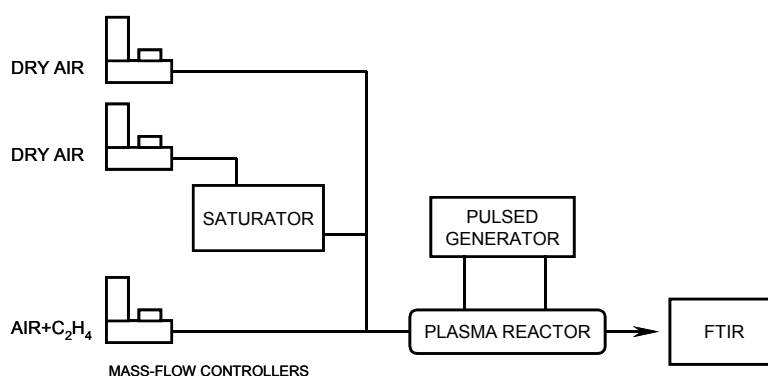 DRY AIR
DRY AIR
SATURATOR
PULSED
GENERATOR
AIR+C₂H₄
PLASMA REACTOR
FTIR
MASS-FLOW CONTROLLERS